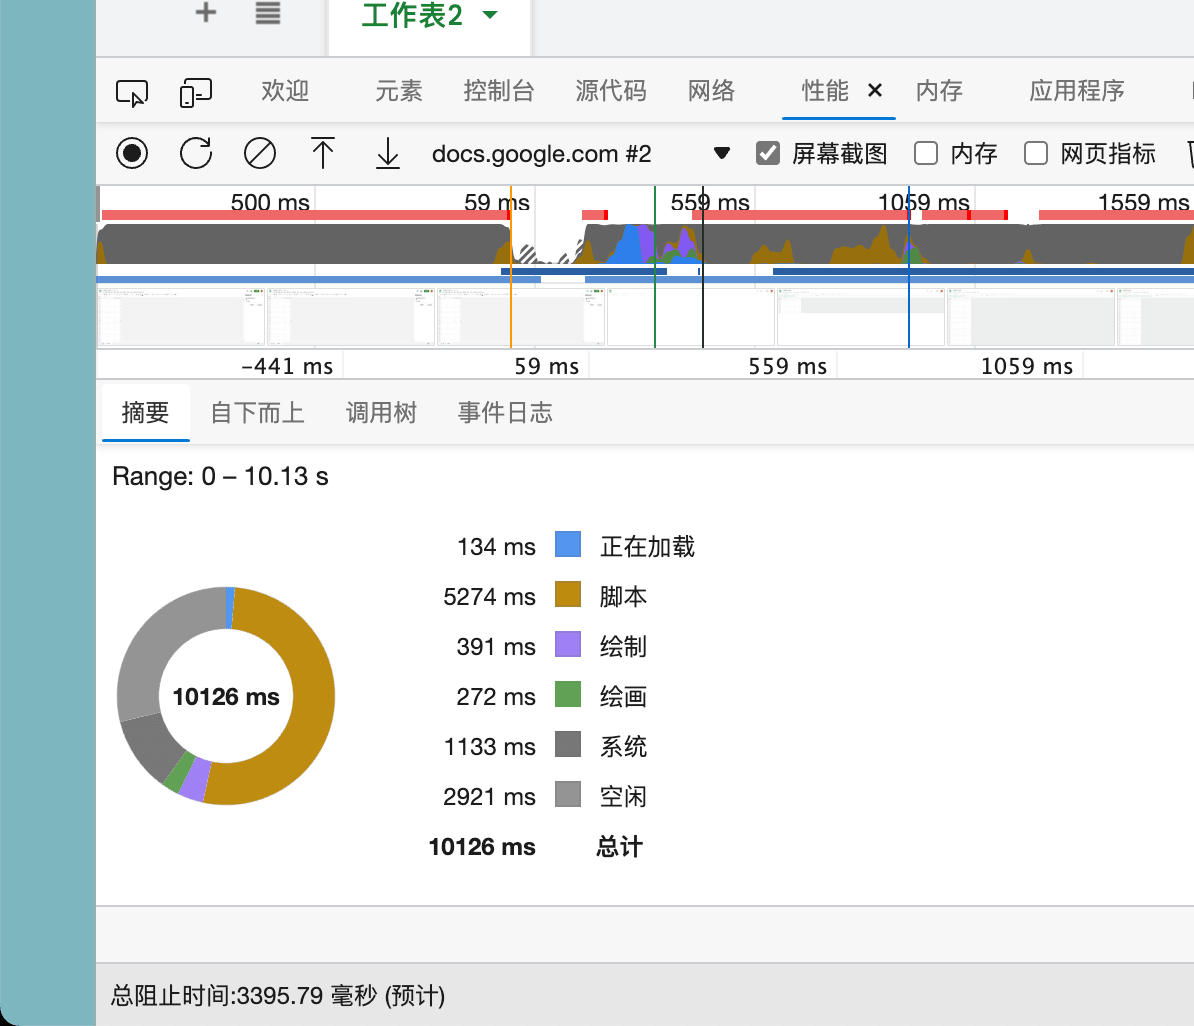 工作表2
欢迎 元素 控制台 源代码 网络 性能 内存 应用程序
docs.google.com #2 屏幕截图 内存 网页指标
500 ms 59 ms 559 ms 1059 ms 1559 ms
-441 ms 59 ms 559 ms 1059 ms
摘要 自下而上 调用树 事件日志
Range: 0 – 10.13 s
134 ms 正在加载
5274 ms 脚本
391 ms 绘制
272 ms 绘画
1133 ms 系统
2921 ms 空闲
10126 ms 总计
10126 ms
总阻止时间:3395.79 毫秒 (预计)